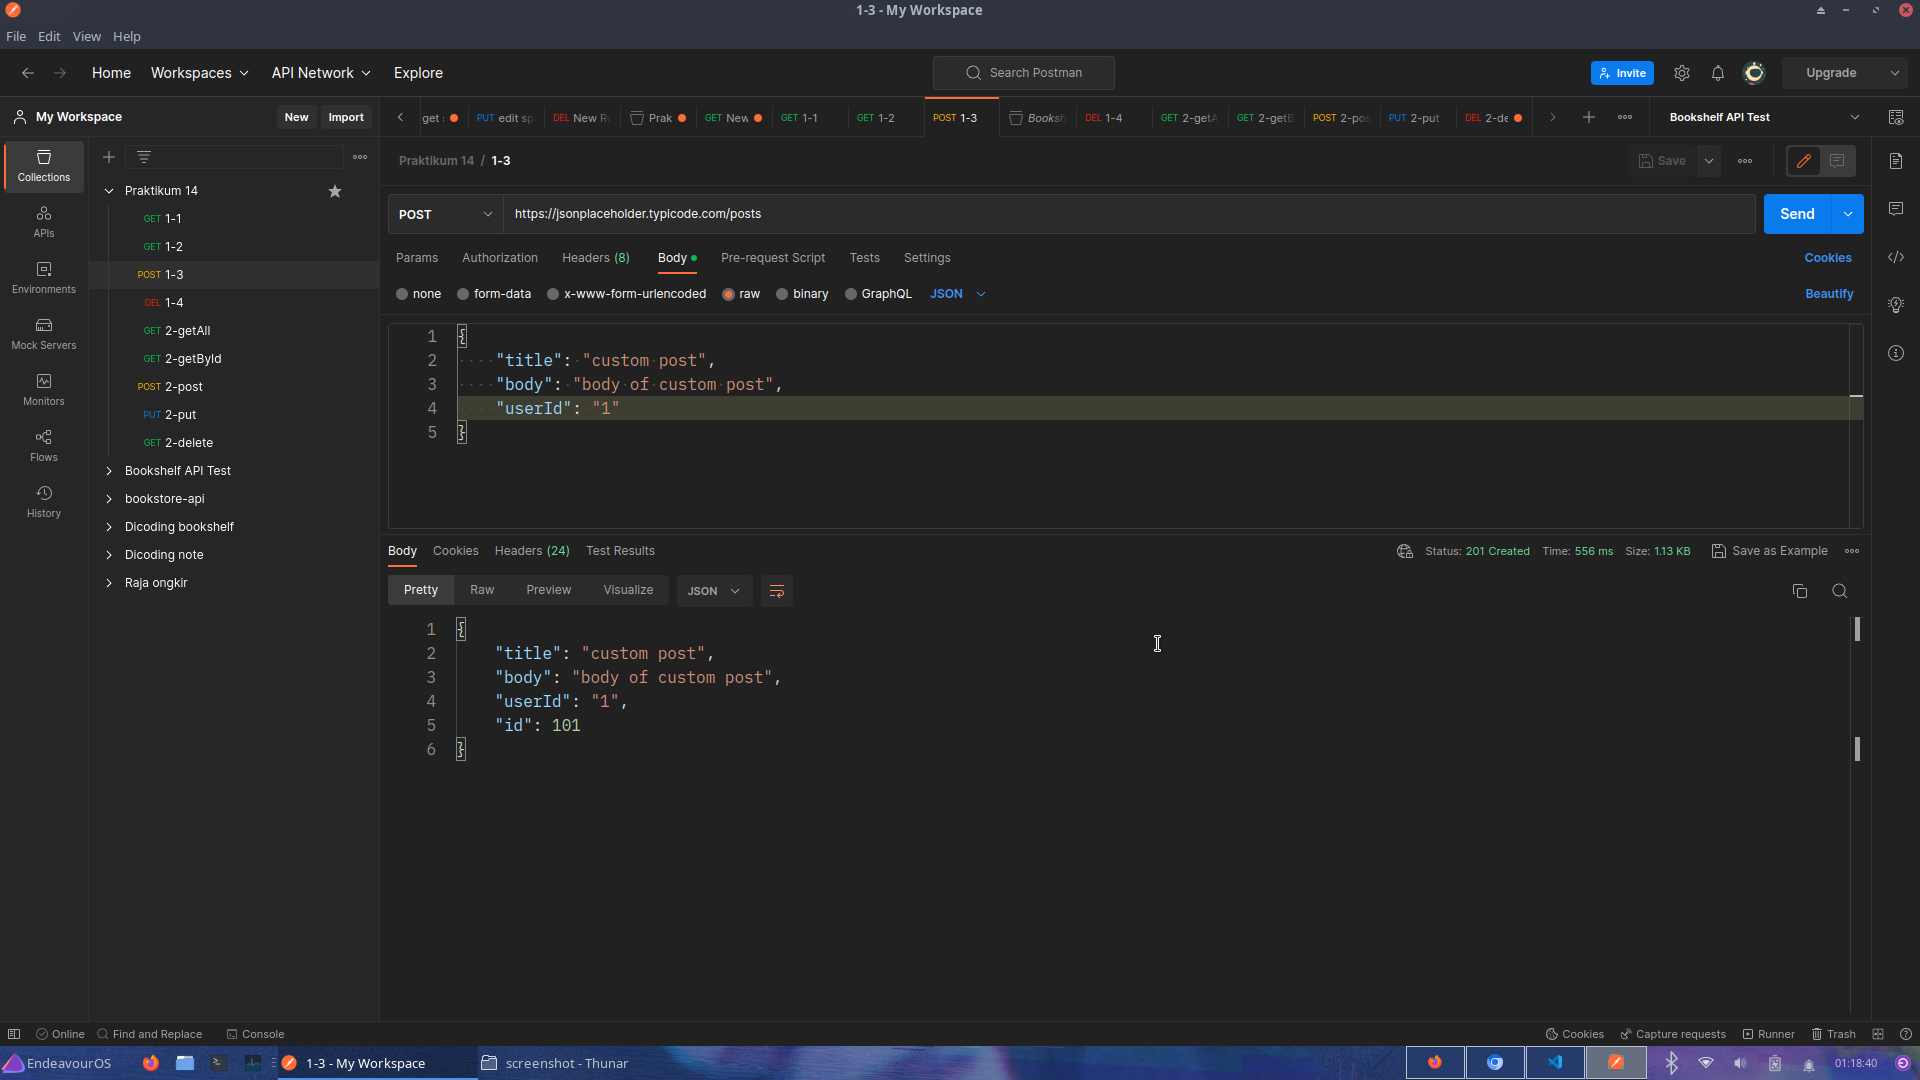 1-3 - My Workspace
File Edit View Help
Home Workspaces API Network Explore
Search Postman
Invite
Upgrade
My Workspace
New Import
get
PUT edit sp
DEL New R
Prak
GET New
GET 1-1
GET 1-2
POST 1-3
Booksh
DEL 1-4
GET 2-getA
GET 2-getB
POST 2-pos
PUT 2-put
DEL 2-de
Bookshelf API Test
Collections
APIs
Environments
Mock Servers
Monitors
Flows
History
Praktikum 14
GET 1-1
GET 1-2
POST 1-3
DEL 1-4
GET 2-getAll
GET 2-getById
POST 2-post
PUT 2-put
GET 2-delete
Bookshelf API Test
bookstore-api
Dicoding bookshelf
Dicoding note
Raja ongkir
Praktikum 14 / 1-3
Save
POST
https://jsonplaceholder.typicode.com/posts
Send
Params Authorization Headers (8) Body Pre-request Script Tests Settings
Cookies
none form-data x-www-form-urlencoded raw binary GraphQL JSON
Beautify
1 {
2 "title": "custom post",
3 "body": "body of custom post",
4 "userId": "1"
5 }
Body Cookies Headers (24) Test Results
Status: 201 Created Time: 556 ms Size: 1.13 KB Save as Example
Pretty Raw Preview Visualize JSON
1 {
2 "title": "custom post",
3 "body": "body of custom post",
4 "userId": "1",
5 "id": 101
6 }
Online Find and Replace Console
Cookies Capture requests Runner Trash
EndeavourOS
1-3 - My Workspace
screenshot - Thunar
01:18:40